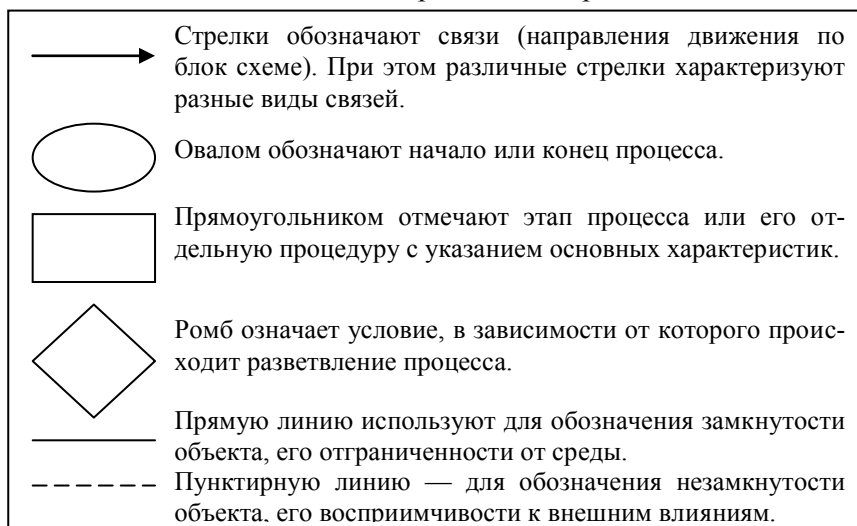 Стрелки обозначают связи (направления движения по
блок схеме). При этом различные стрелки характеризуют
разные виды связей.
Овалом обозначают начало или конец процесса.
Прямоугольником отмечают этап процесса или его от-
дельную процедуру с указанием основных характеристик.
Ромб означает условие, в зависимости от которого проис-
ходит разветвление процесса.
Прямую линию используют для обозначения замкнутости
объекта, его отграниченности от среды.
Пунктирную линию — для обозначения незамкнутости
объекта, его восприимчивости к внешним влияниям.